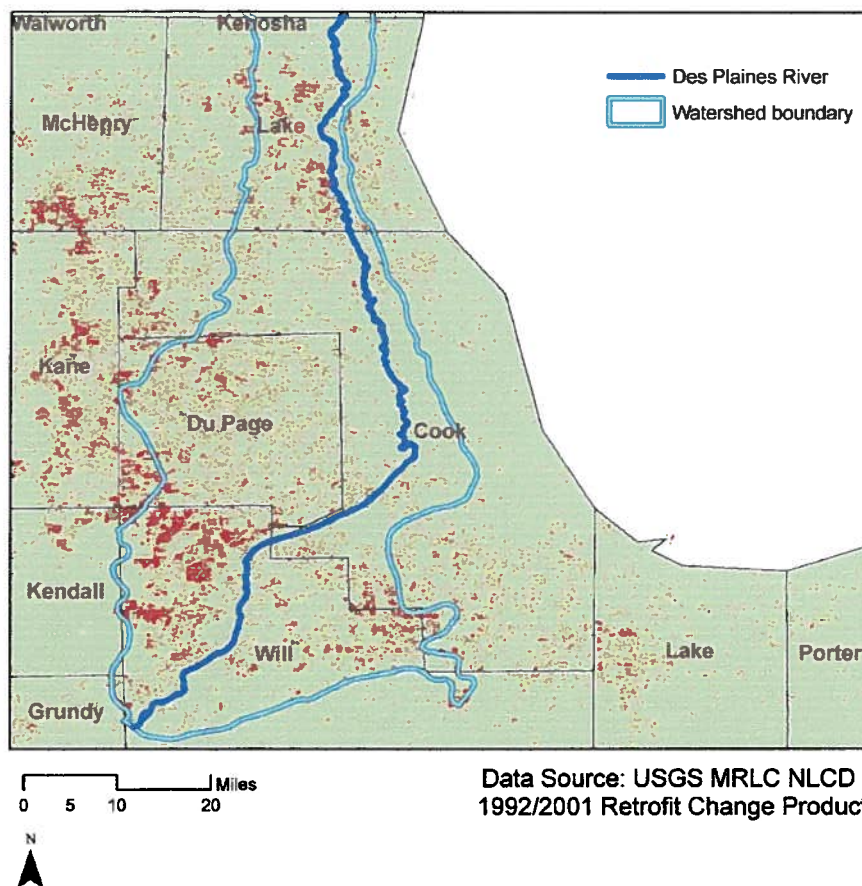 Walworth
Kenosha
Des Plaines River
Watershed boundary
McHenry
Lake
Kane
Du Page
Cook
Kendall
Will
Lake
Porter
Grundy
Miles
0 5 10 20
Data Source: USGS MRLC NLCD
1992/2001 Retrofit Change Product
N